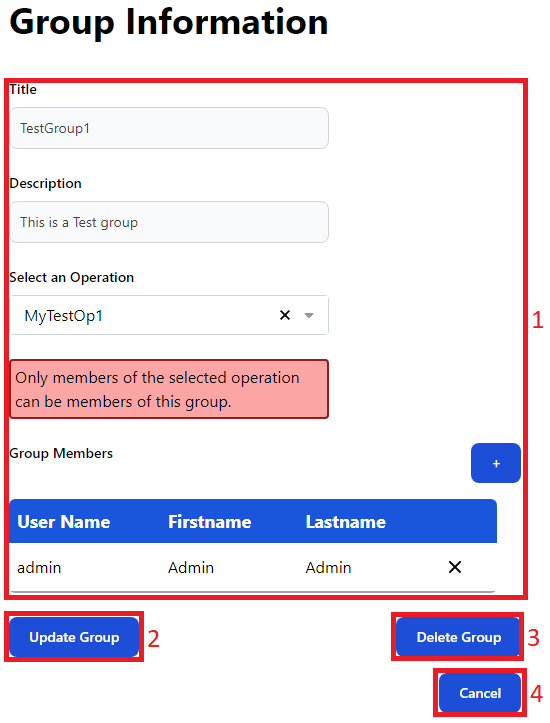 Group Information
Title
TestGroup1
Description
This is a Test group
Select an Operation
MyTestOp1
1
Only members of the selected operation
can be members of this group.
Group Members
+
User Name Firstname Lastname
admin Admin Admin
Update Group 2 Delete Group 3
Cancel 4